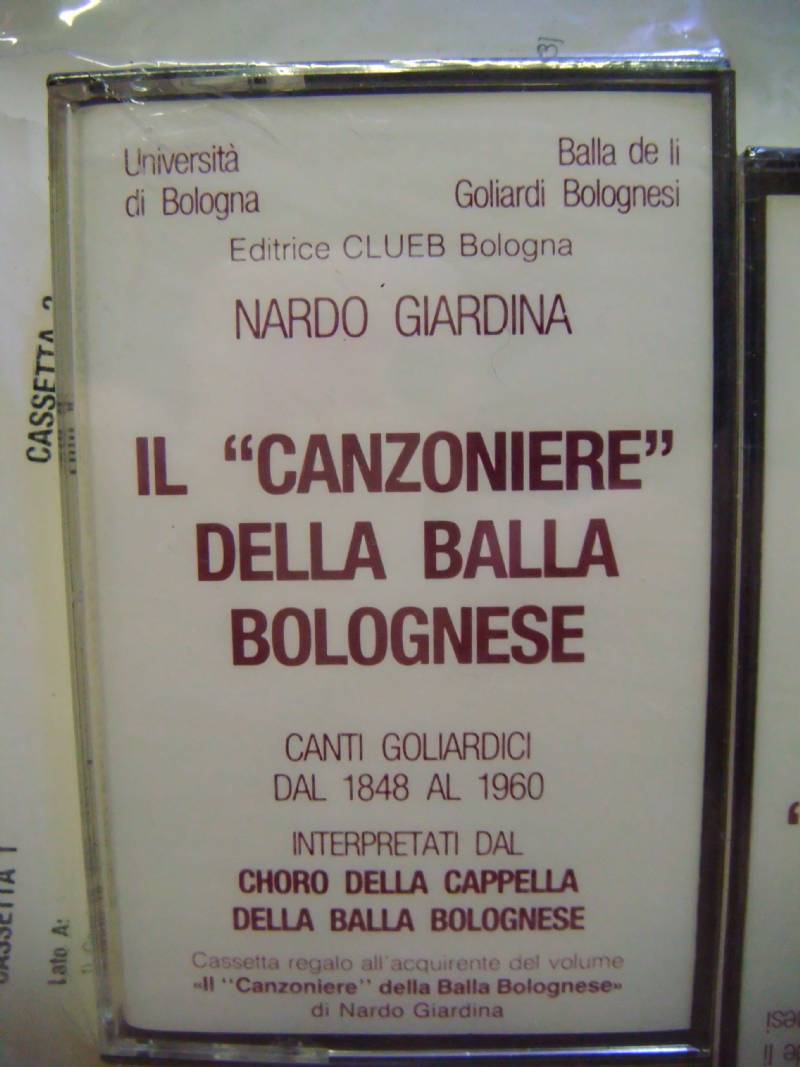 Università
di Bologna
Balla de li
Goliardi Bolognesi
Editrice CLUEB Bologna
NARDO GIARDINA
IL “CANZONIERE”
DELLA BALLA
BOLOGNESE
CANTI GOLIARDICI
DAL 1848 AL 1960
INTERPRETATI DAL
CHORO DELLA CAPPELLA
DELLA BALLA BOLOGNESE
Cassetta regalo all'acquirente del volume
«Il “Canzoniere” della Balla Bolognese»
di Nardo Giardina
CASSETTA 2
CASSETTA 1
Lato A: